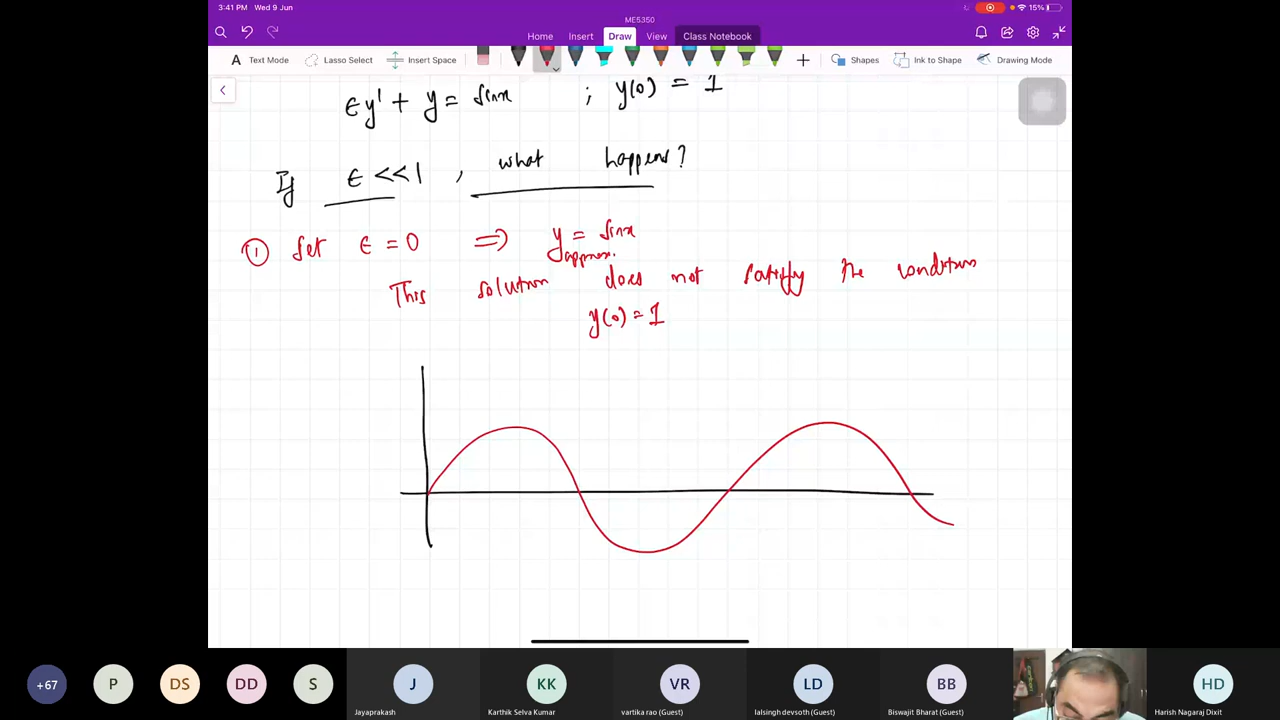 3:41 PM Wed 9 Jun
15%
ME5350
Home Insert Draw View Class Notebook
Text Mode Lasso Select Insert Space Shapes Ink to Shape Drawing Mode
ϵy' + y = sinx ; y(0) = 1
If ϵ <<1 , what happens?
① Set ϵ = 0 ⇒ y approx. = sinx
This solution does not satisfy the condition
y(0) = 1
+67 P DS DD S J KK VR LD BB HD
Jayaprakash Karthik Selva Kumar vartika rao (Guest) lalsingh devsoth (Guest) Biswajit Bharat (Guest) Harish Nagaraj Dixit